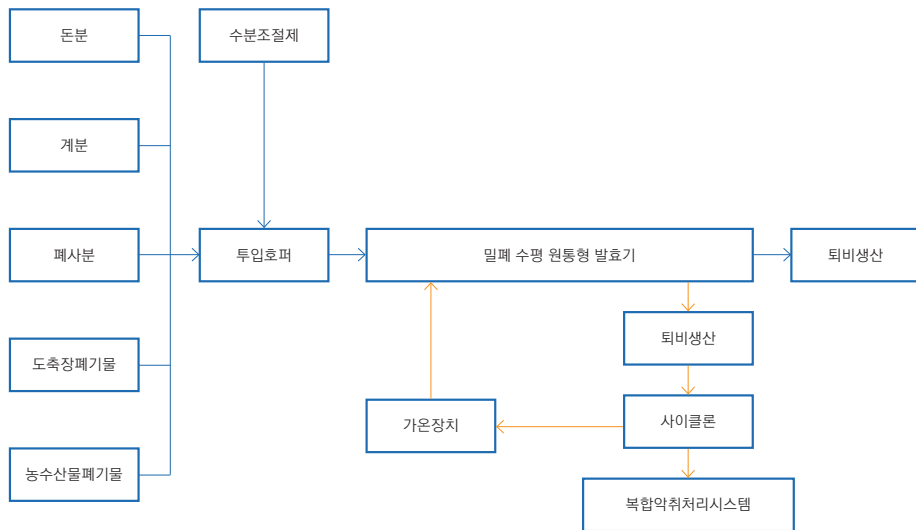 돈분
수분조절제
계분
폐사분
투입호퍼
밀폐 수평 원통형 발효기
퇴비생산
퇴비생산
도축장폐기물
사이클론
가온장치
농수산물폐기물
복합악취처리시스템